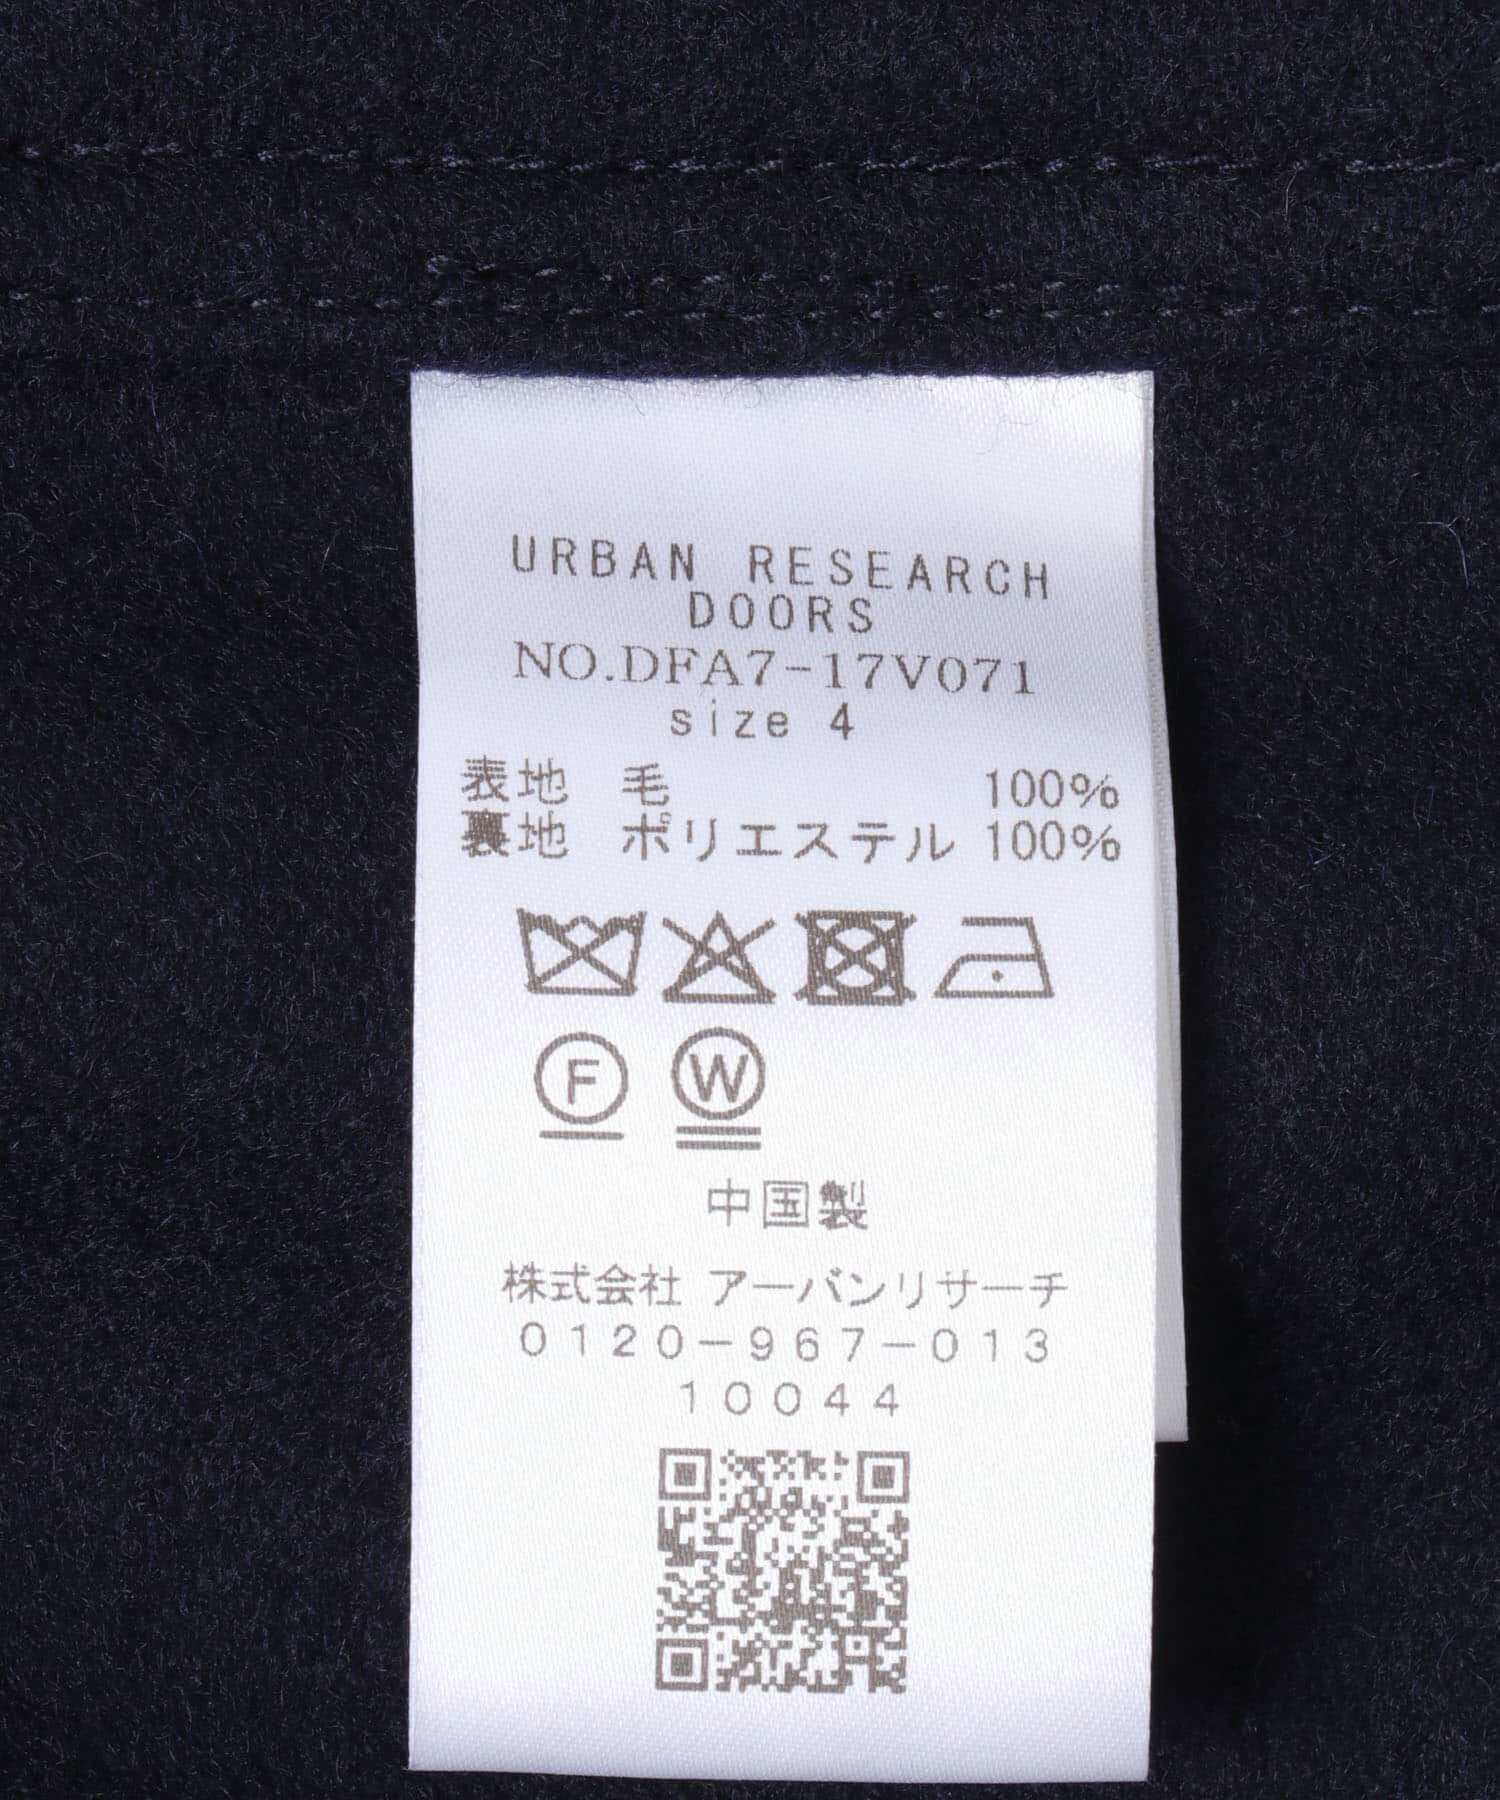 URBAN RESEARCH
DOORS
NO.DFA7-17V071
size 4
表地 毛 100%
裏地 ポリエステル 100%
F W
中国製
株式会社 アーバンリサーチ
0120-967-013
10044